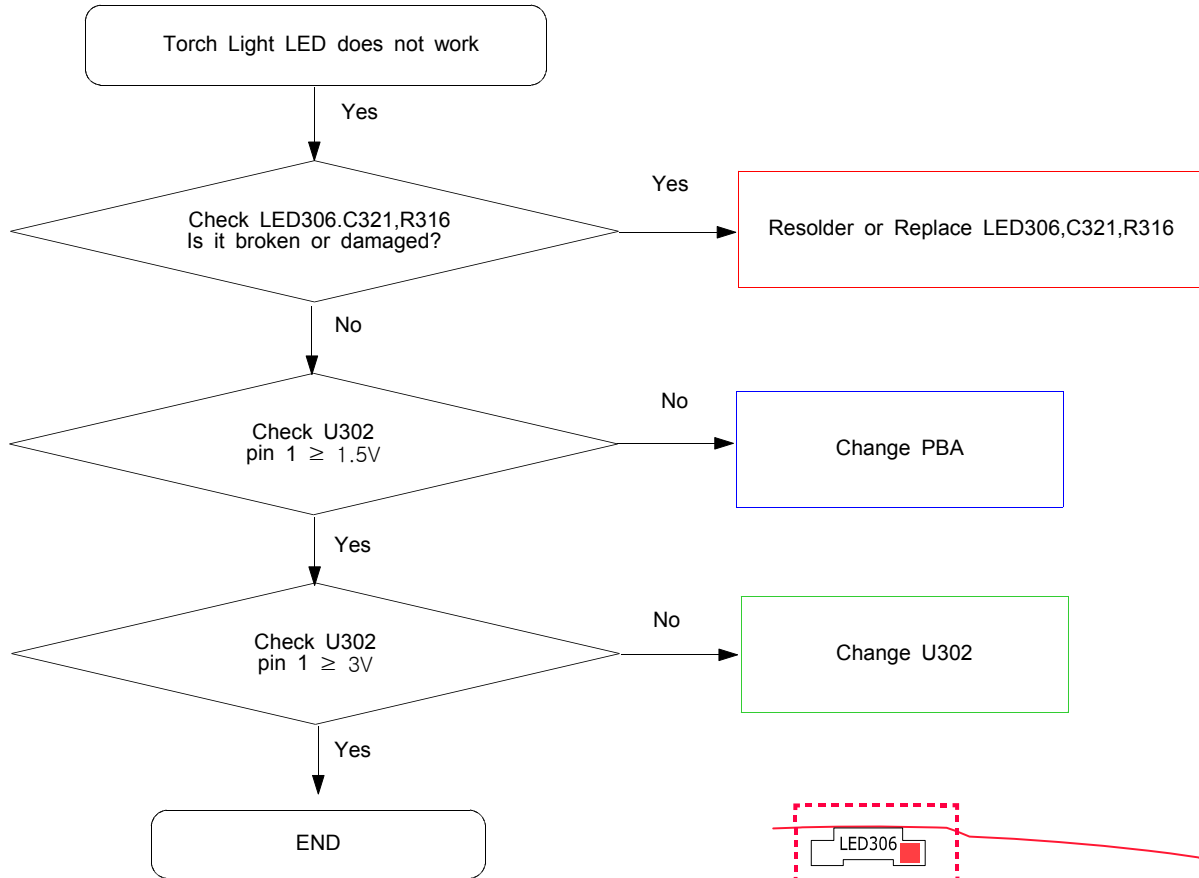 Torch Light LED does not work
Yes
Check LED306.C321,R316
Is it broken or damaged?
Yes
Resolder or Replace LED306,C321,R316
No
Check U302
pin 1 ≥ 1.5V
No
Change PBA
Yes
Check U302
pin 1 ≥ 3V
No
Change U302
Yes
END
LED306